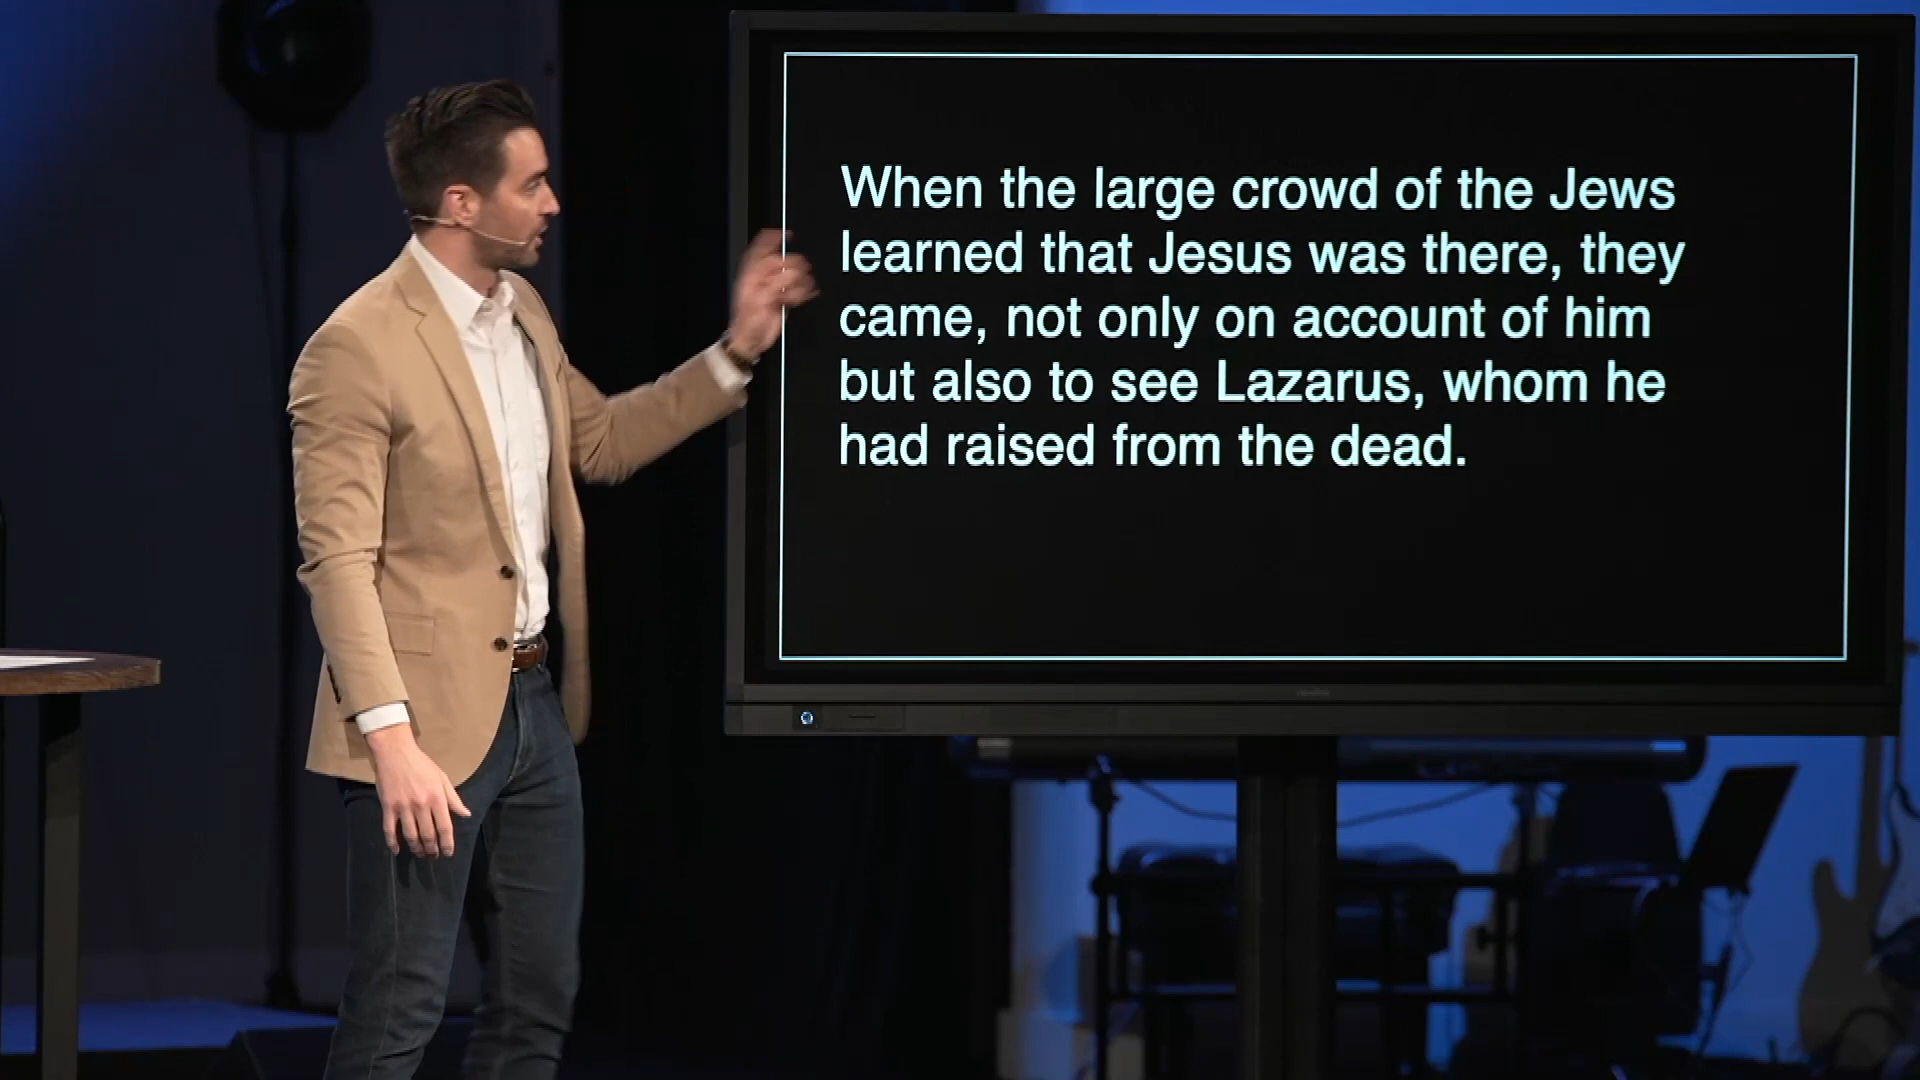 When the large crowd of the Jews
learned that Jesus was there, they
came, not only on account of him
but also to see Lazarus, whom he
had raised from the dead.